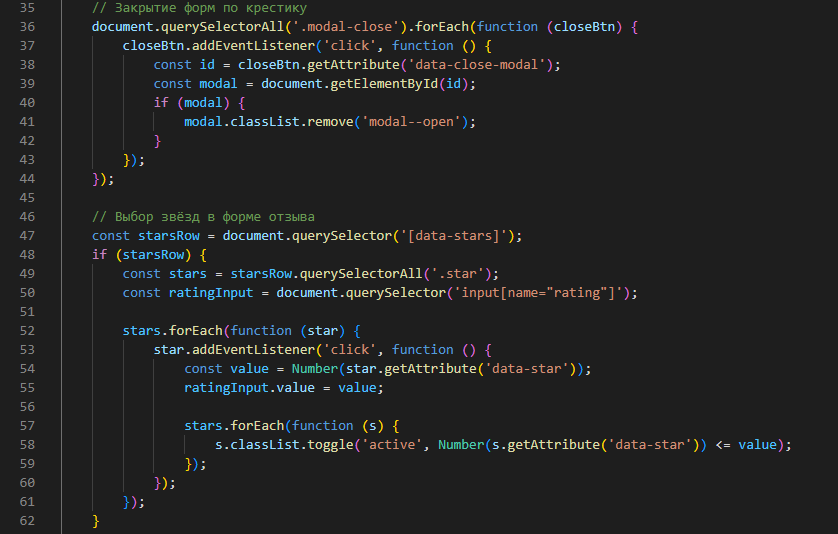 35 // Закрытие форм по крестику
36 document.querySelectorAll('.modal-close').forEach(function (closeBtn) {
37     closeBtn.addEventListener('click', function () {
38         const id = closeBtn.getAttribute('data-close-modal');
39         const modal = document.getElementById(id);
40         if (modal) {
41             modal.classList.remove('modal--open');
42         }
43     });
44 });
45
46 // Выбор звёзд в форме отзыва
47 const starsRow = document.querySelector('[data-stars]');
48 if (starsRow) {
49     const stars = starsRow.querySelectorAll('.star');
50     const ratingInput = document.querySelector('input[name="rating"]');
51
52     stars.forEach(function (star) {
53         star.addEventListener('click', function () {
54             const value = Number(star.getAttribute('data-star'));
55             ratingInput.value = value;
56
57             stars.forEach(function (s) {
58                 s.classList.toggle('active', Number(s.getAttribute('data-star')) <= value);
59             });
60         });
61     });
62 }